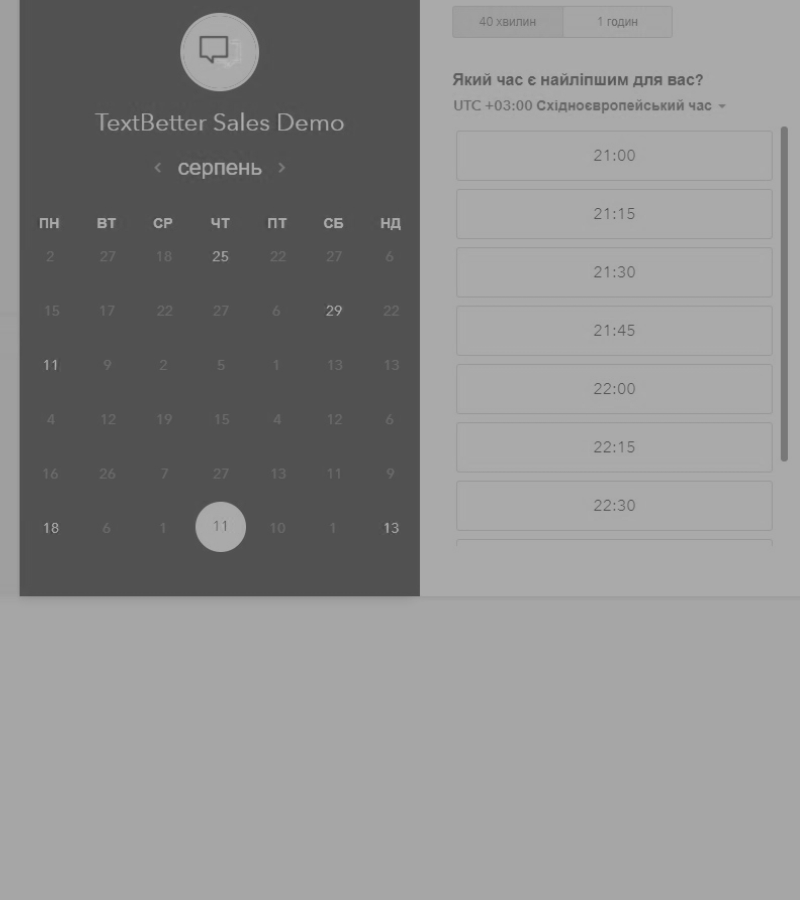 TextBetter Sales Demo
серпень
ПН ВТ СР ЧТ ПТ СБ НД
2 27 18 25 22 27 6
15 17 22 27 6 29 22
11 9 2 5 1 13 13
4 12 19 15 4 12 6
16 26 7 27 13 11 9
18 6 1 11 10 1 13
40 хвилин 1 годин
Який час є найліпшим для вас?
UTC +03:00 Східноєвропейський час
21:00
21:15
21:30
21:45
22:00
22:15
22:30